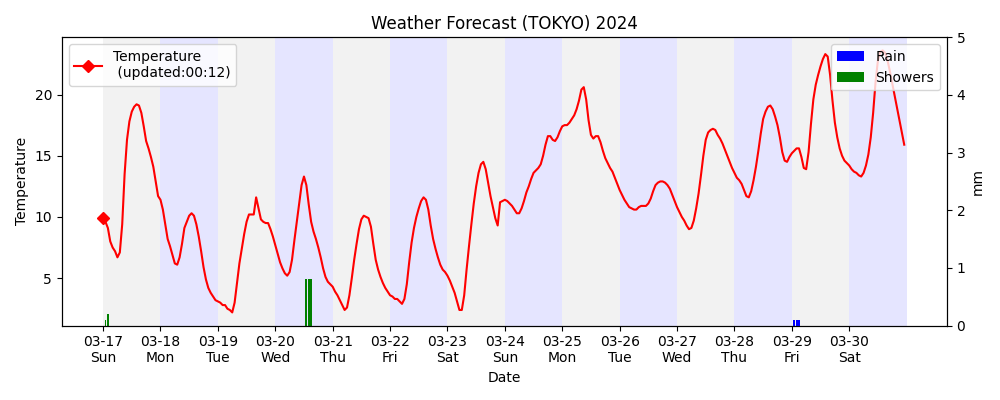 Weather Forecast (TOKYO) 2024
Temperature
(updated:00:12)
Rain
Showers
Temperature
20
15
10
5
5
4
3
2
1
0
mm
03-17 03-18 03-19 03-20 03-21 03-22 03-23 03-24 03-25 03-26 03-27 03-28 03-29 03-30
Sun Mon Tue Wed Thu Fri Sat Sun Mon Tue Wed Thu Fri Sat
Date